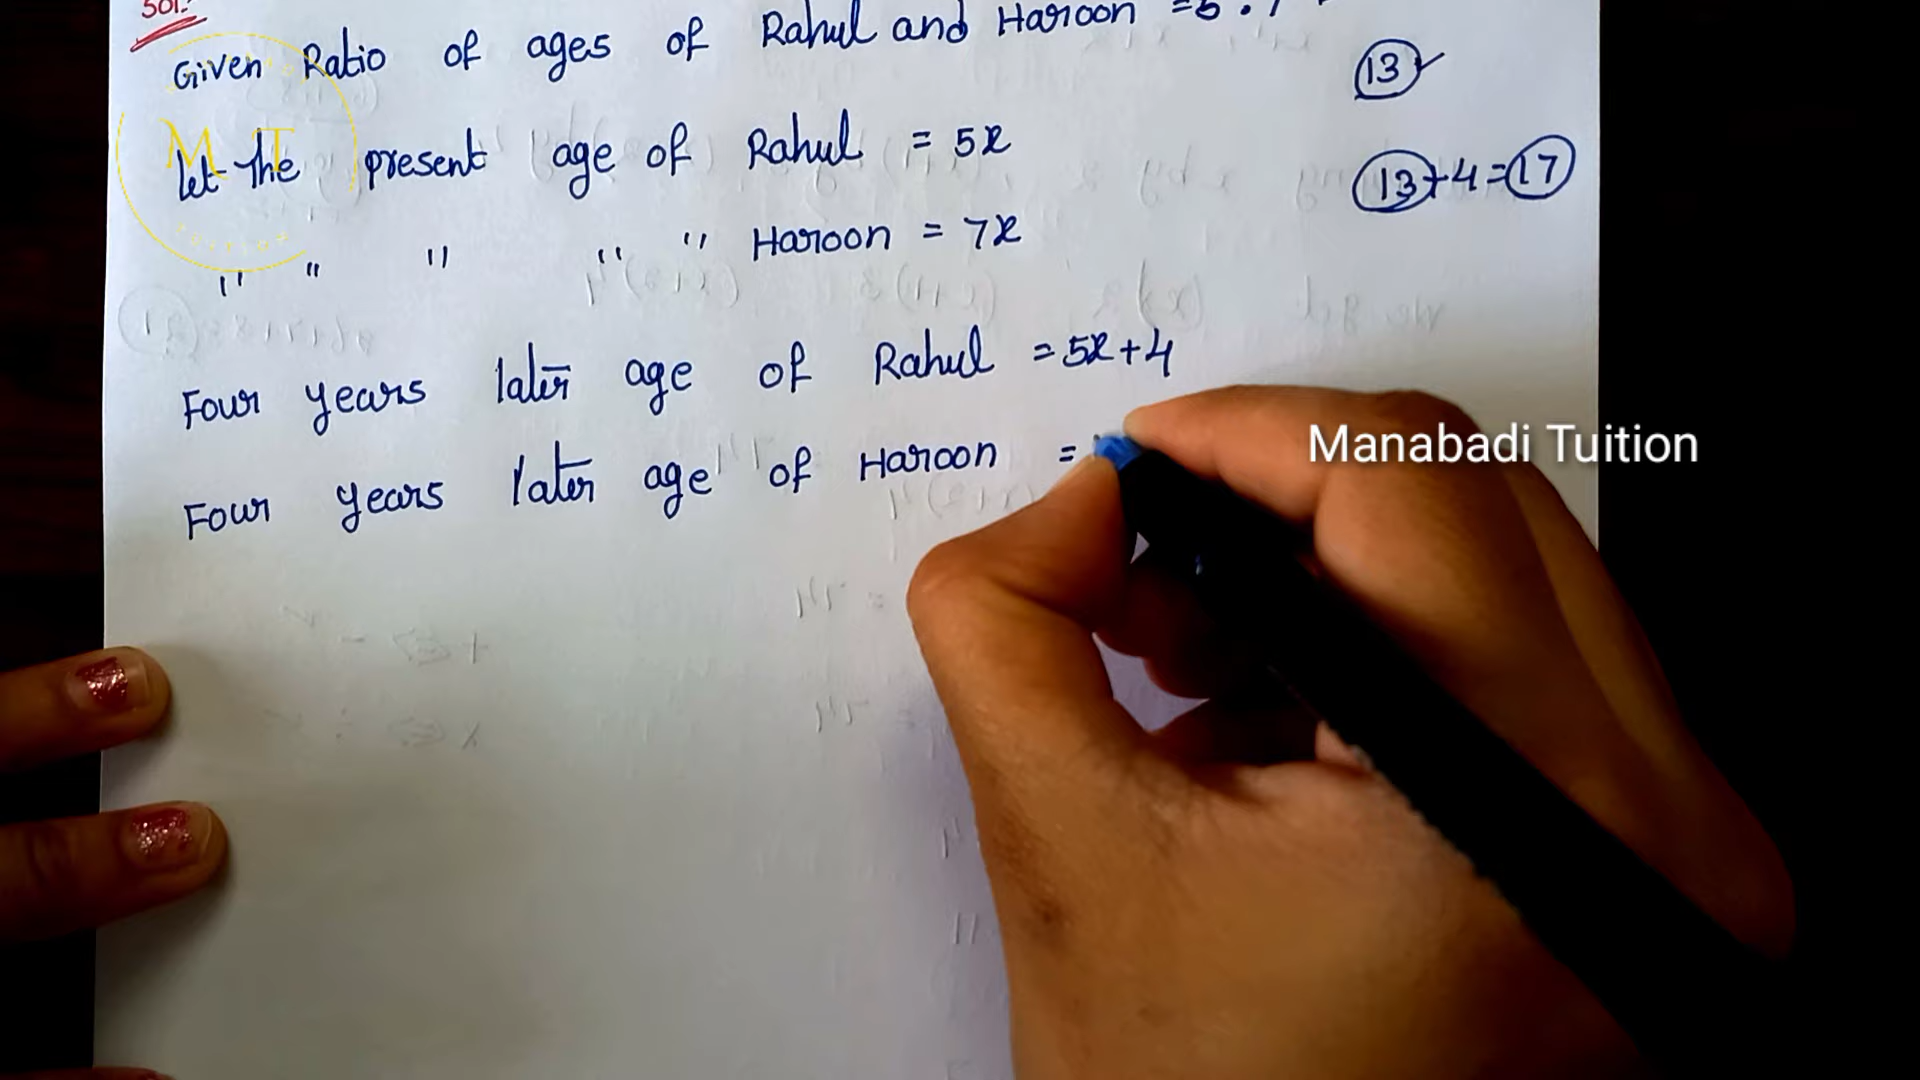 Sol:-
Given Ratio of ages of Rahul and Haroon = 5:7
13
Let the present age of Rahul = 5x
13+4=17
" " " " " Haroon = 7x
Four years later age of Rahul = 5x+4
Four years later age of Haroon =
Manabadi Tuition
M T